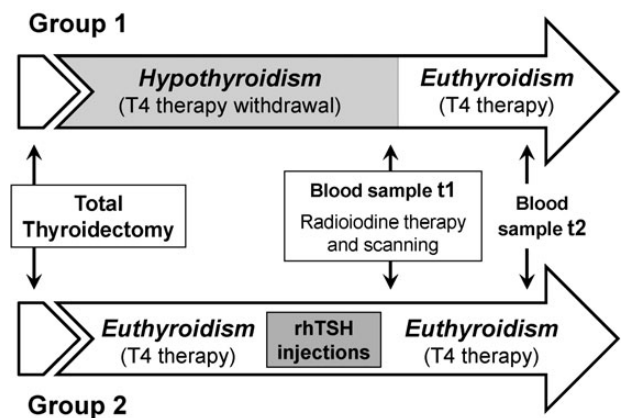 Group 1
Hypothyroidism
(T4 therapy withdrawal)
Euthyroidism
(T4 therapy)
Total
Thyroidectomy
Blood sample t1
Radioiodine therapy
and scanning
Blood
sample t2
Euthyroidism
(T4 therapy)
rhTSH
injections
Euthyroidism
(T4 therapy)
Group 2